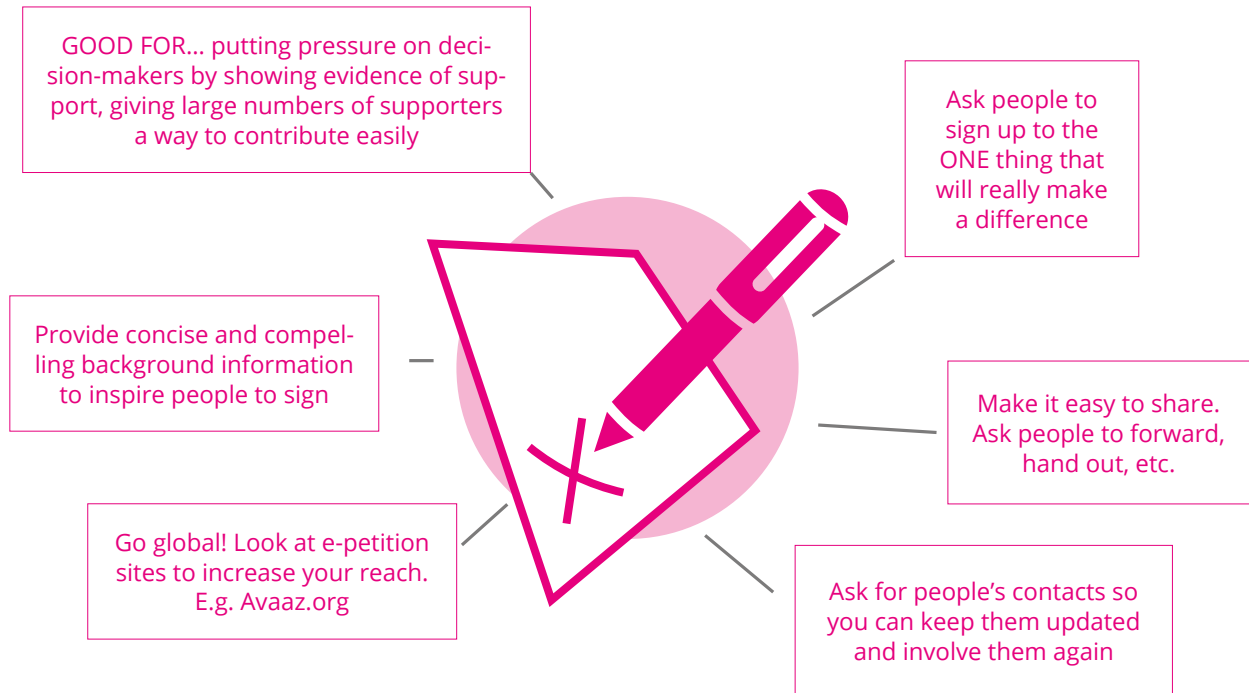 GOOD FOR... putting pressure on deci-
sion-makers by showing evidence of sup-
port, giving large numbers of supporters
a way to contribute easily
Ask people to
sign up to the
ONE thing that
will really make
a difference
Provide concise and compel-
ling background information
to inspire people to sign
Make it easy to share.
Ask people to forward,
hand out, etc.
Go global! Look at e-petition
sites to increase your reach.
E.g. Avaaz.org
Ask for people’s contacts so
you can keep them updated
and involve them again